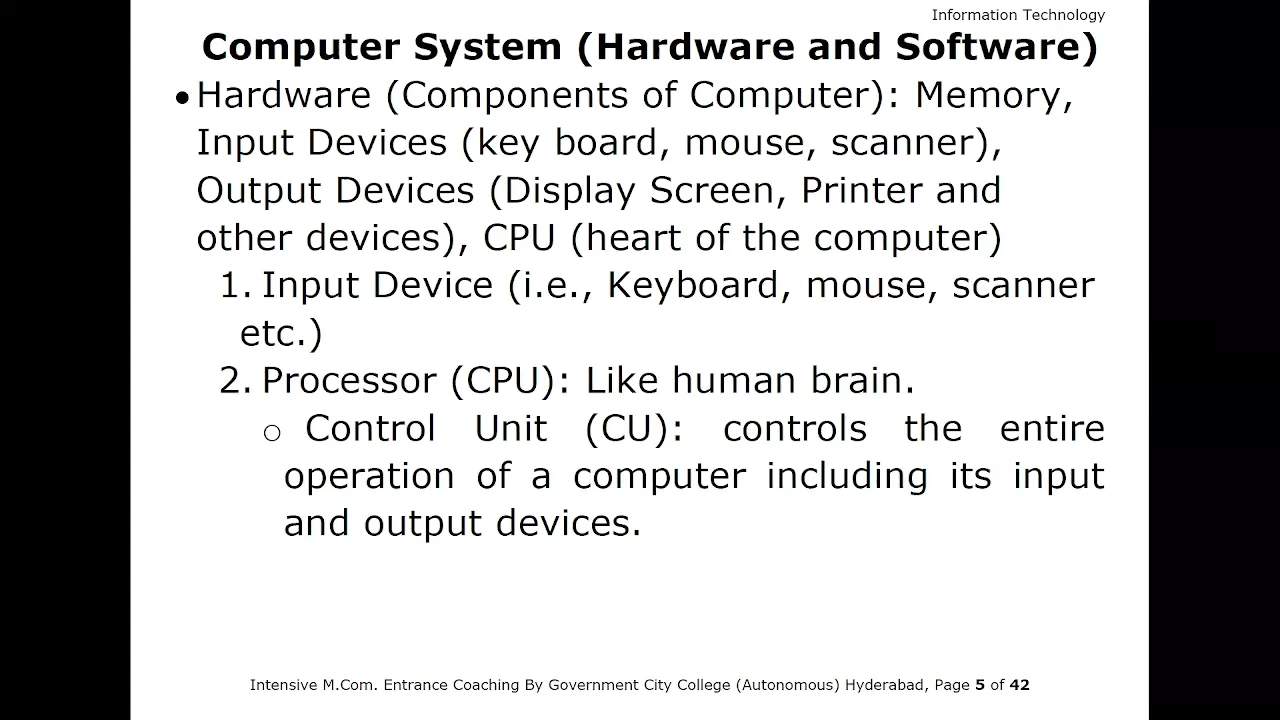 Information Technology
Computer System (Hardware and Software)
•Hardware (Components of Computer): Memory,
Input Devices (key board, mouse, scanner),
Output Devices (Display Screen, Printer and
other devices), CPU (heart of the computer)
1. Input Device (i.e., Keyboard, mouse, scanner
etc.)
2. Processor (CPU): Like human brain.
○ Control Unit (CU): controls the entire
operation of a computer including its input
and output devices.
Intensive M.Com. Entrance Coaching By Government City College (Autonomous) Hyderabad, Page 5 of 42